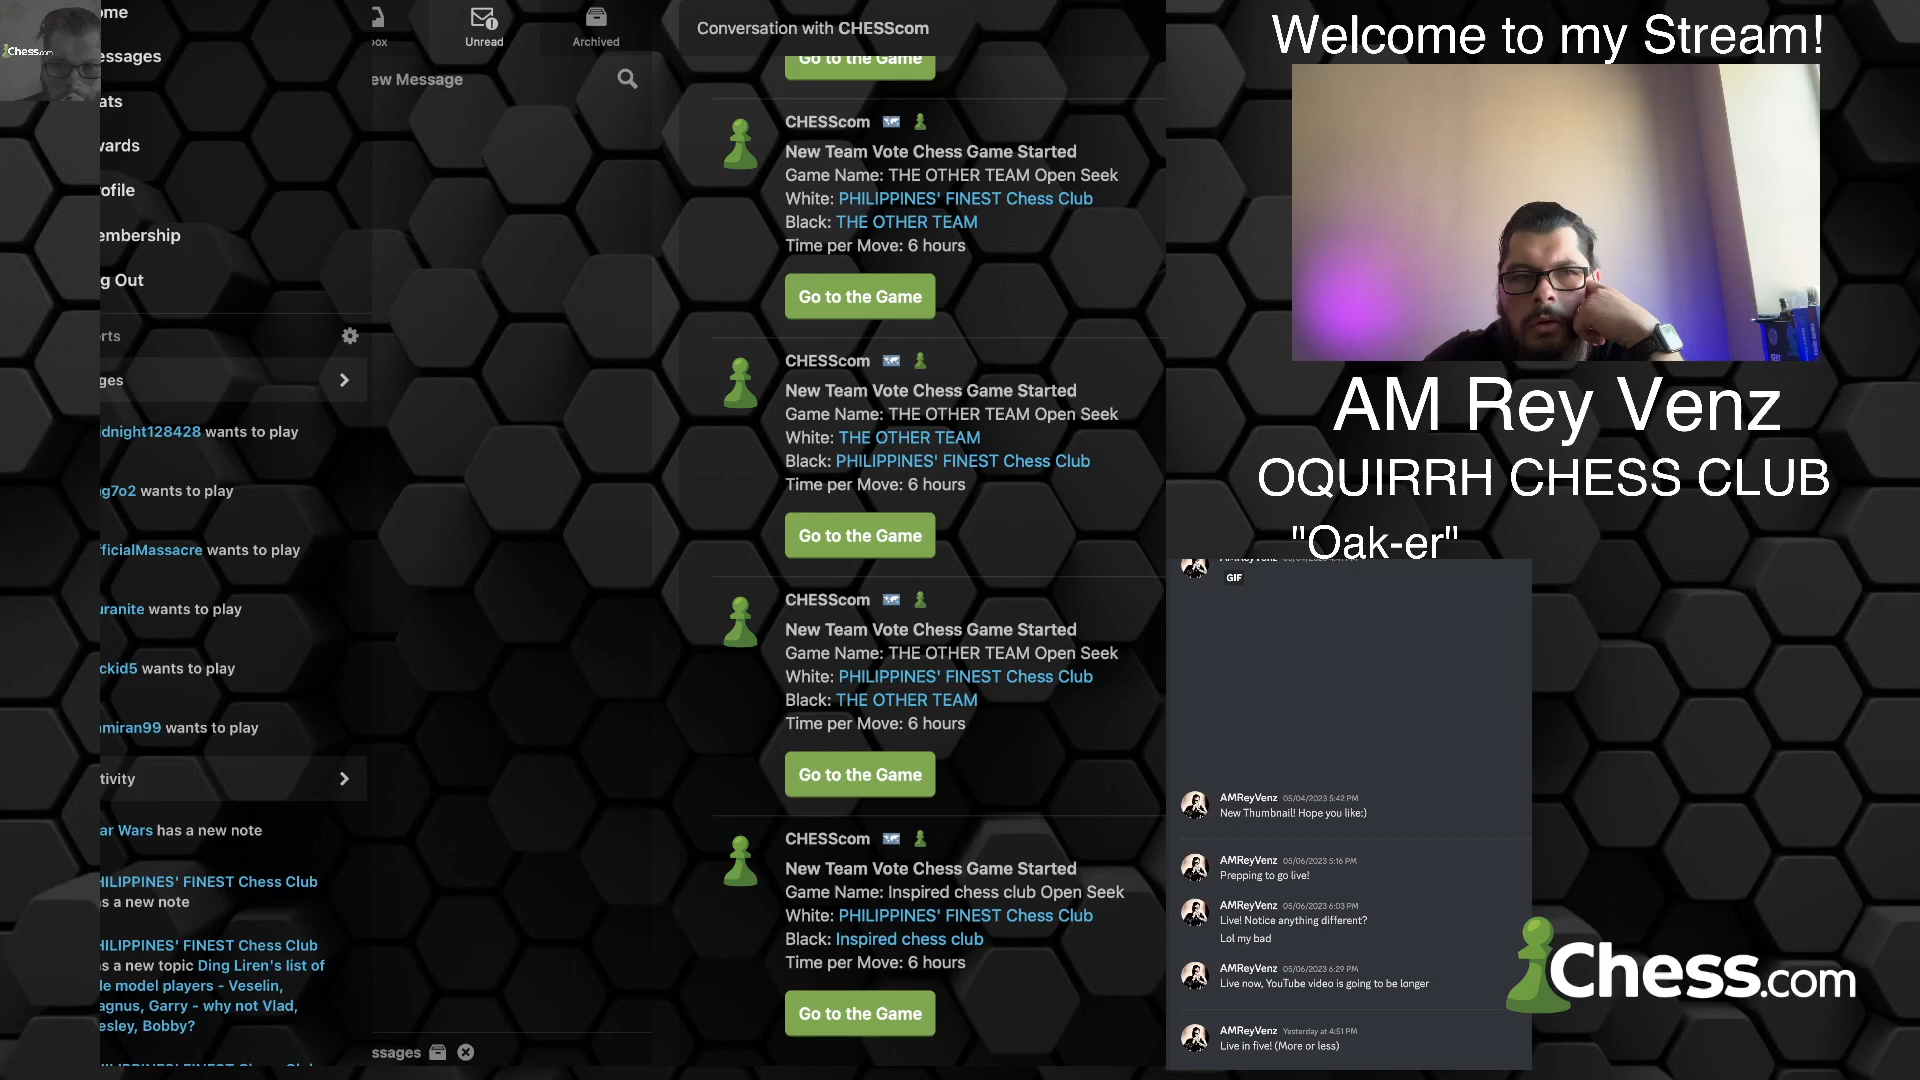 Chess.com
ome
essages
ats
wards
rofile
embership
g Out
erts
ges
idnight128428 wants to play
ng7o2 wants to play
fficialMassacre wants to play
uranite wants to play
ckid5 wants to play
miran99 wants to play
tivity
ar Wars has a new note
HILIPPINES' FINEST Chess Club
as a new note
HILIPPINES' FINEST Chess Club
as a new topic Ding Liren's list of
le model players - Veselin,
agnus, Garry - why not Vlad,
esley, Bobby?
box
Unread
Archived
ew Message
ssages
Conversation with CHESScom
Go to the Game
CHESScom
New Team Vote Chess Game Started
Game Name: THE OTHER TEAM Open Seek
White: PHILIPPINES' FINEST Chess Club
Black: THE OTHER TEAM
Time per Move: 6 hours
Go to the Game
CHESScom
New Team Vote Chess Game Started
Game Name: THE OTHER TEAM Open Seek
White: THE OTHER TEAM
Black: PHILIPPINES' FINEST Chess Club
Time per Move: 6 hours
Go to the Game
CHESScom
New Team Vote Chess Game Started
Game Name: THE OTHER TEAM Open Seek
White: PHILIPPINES' FINEST Chess Club
Black: THE OTHER TEAM
Time per Move: 6 hours
Go to the Game
CHESScom
New Team Vote Chess Game Started
Game Name: Inspired chess club Open Seek
White: PHILIPPINES' FINEST Chess Club
Black: Inspired chess club
Time per Move: 6 hours
Go to the Game
Welcome to my Stream!
AM Rey Venz
OQUIRRH CHESS CLUB
"Oak-er"
GIF
AMReyVenz 05/04/2023 5:42 PM
New Thumbnail! Hope you like:)
AMReyVenz 05/06/2023 5:16 PM
Prepping to go live!
AMReyVenz 05/06/2023 6:03 PM
Live! Notice anything different?
Lol my bad
AMReyVenz 05/06/2023 6:29 PM
Live now, YouTube video is going to be longer
AMReyVenz Yesterday at 4:51 PM
Live in five! (More or less)
Chess.com